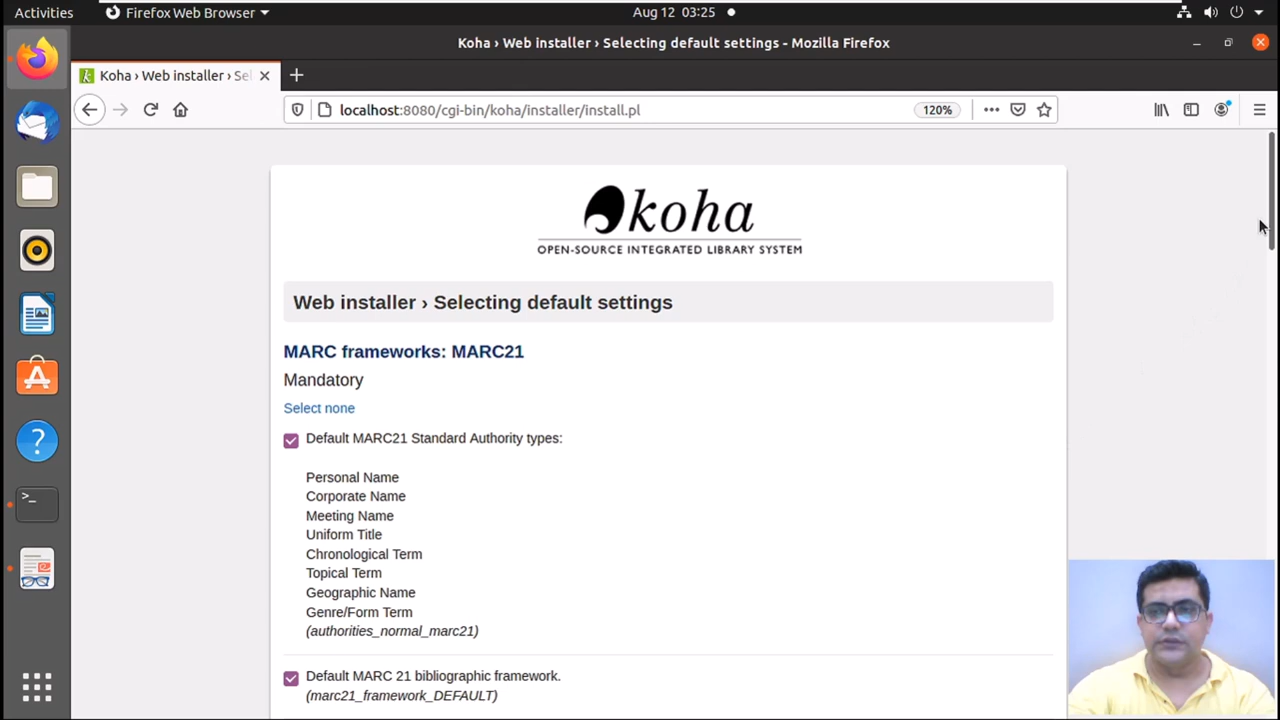 Activities
Firefox Web Browser
Aug 12 03:25
Koha › Web installer › Selecting default settings - Mozilla Firefox
Koha › Web installer › Sel
localhost:8080/cgi-bin/koha/installer/install.pl
120%
koha
OPEN-SOURCE INTEGRATED LIBRARY SYSTEM
Web installer › Selecting default settings
MARC frameworks: MARC21
Mandatory
Select none
Default MARC21 Standard Authority types:
Personal Name
Corporate Name
Meeting Name
Uniform Title
Chronological Term
Topical Term
Geographic Name
Genre/Form Term
(authorities_normal_marc21)
Default MARC 21 bibliographic framework.
(marc21_framework_DEFAULT)